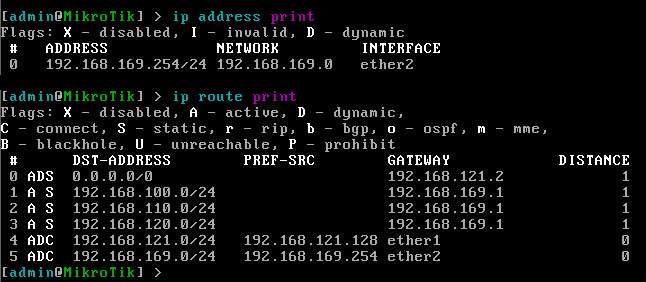 [admin@MikroTik] > ip address print
Flags: X - disabled, I - invalid, D - dynamic
# ADDRESS NETWORK INTERFACE
0 192.168.169.254/24 192.168.169.0 ether2
[admin@MikroTik] > ip route print
Flags: X - disabled, A - active, D - dynamic,
C - connect, S - static, r - rip, b - bgp, o - ospf, m - mme,
B - blackhole, U - unreachable, P - prohibit
# DST-ADDRESS PREF-SRC GATEWAY DISTANCE
0 ADS 0.0.0.0/0 192.168.121.2 1
1 A S 192.168.100.0/24 192.168.169.1 1
2 A S 192.168.110.0/24 192.168.169.1 1
3 A S 192.168.120.0/24 192.168.169.1 1
4 ADC 192.168.121.0/24 192.168.121.128 ether1 0
5 ADC 192.168.169.0/24 192.168.169.254 ether2 0
[admin@MikroTik] >